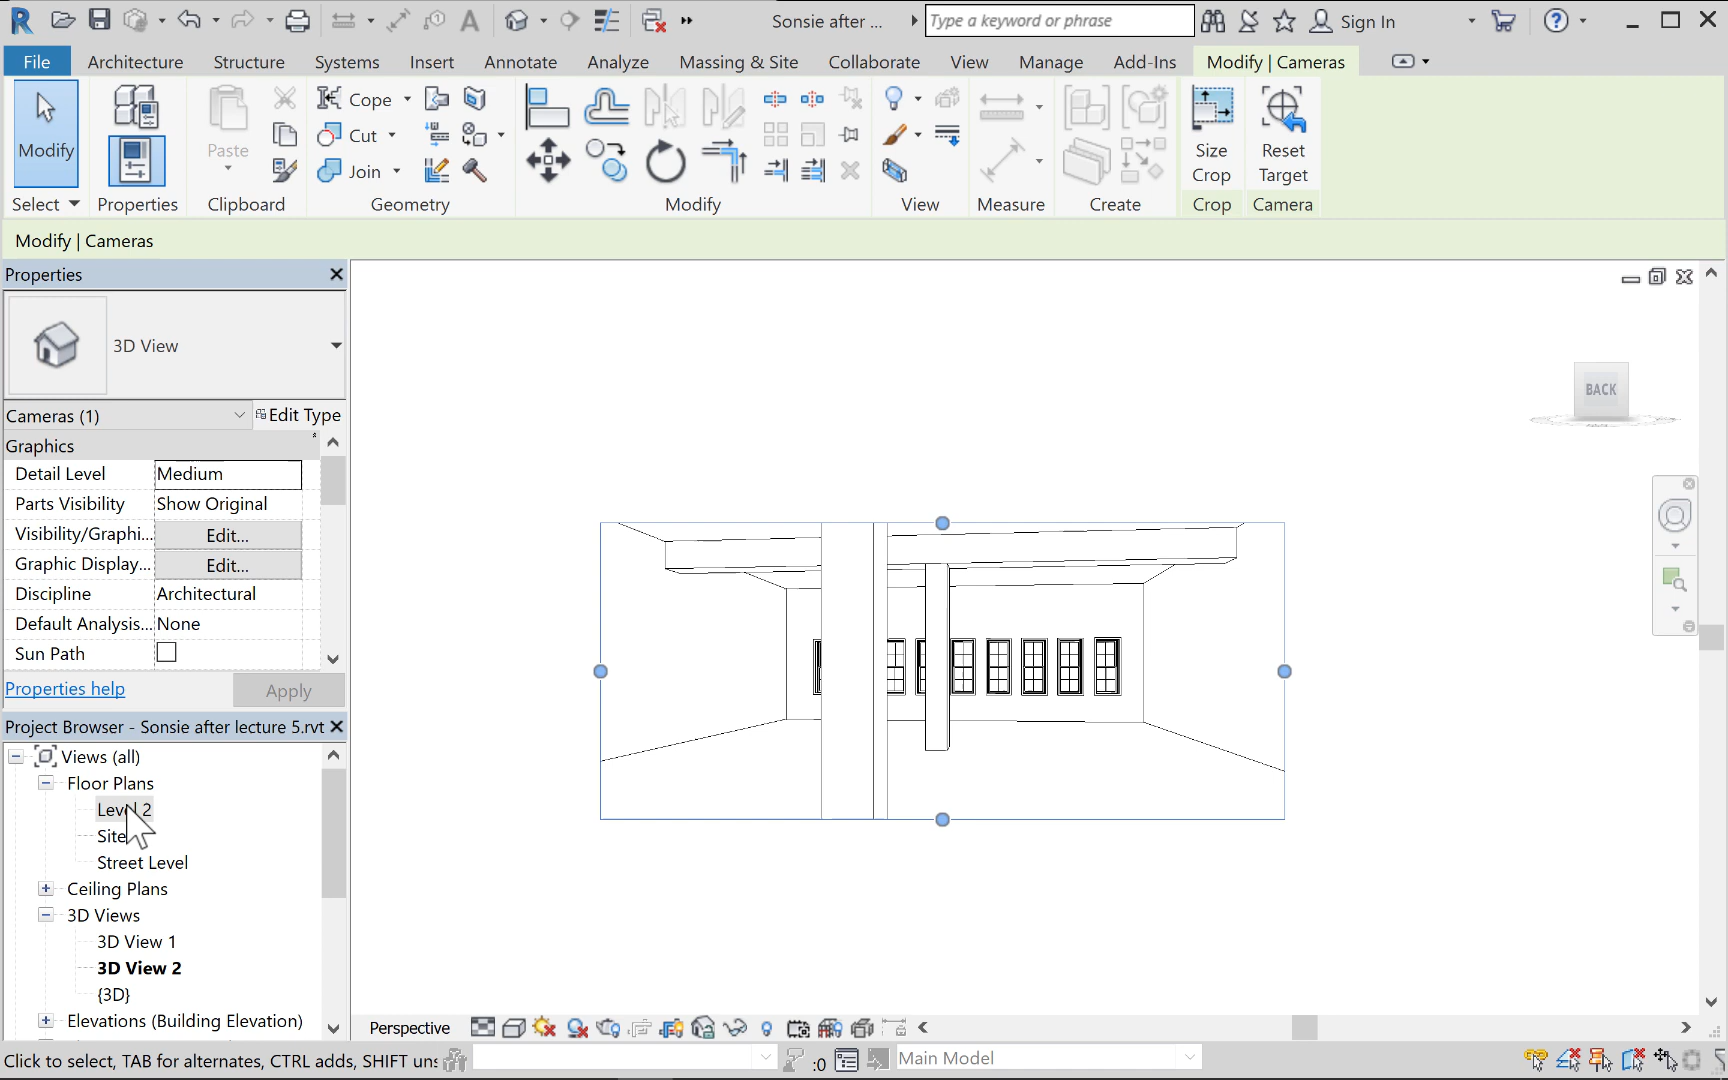 Sonsie after ...
Type a keyword or phrase
Sign In
File Architecture Structure Systems Insert Annotate Analyze Massing & Site Collaborate View Manage Add-Ins Modify | Cameras
Modify
Cope
Cut
Join
Paste
Size Crop
Reset Target
Select Properties Clipboard Geometry Modify View Measure Create Crop Camera
Modify | Cameras
Properties
3D View
Cameras (1) Edit Type
Graphics
Detail Level Medium
Parts Visibility Show Original
Visibility/Graphi... Edit...
Graphic Display... Edit...
Discipline Architectural
Default Analysis... None
Sun Path
Properties help Apply
Project Browser - Sonsie after lecture 5.rvt
Views (all)
Floor Plans
Level 2
Site
Street Level
Ceiling Plans
3D Views
3D View 1
3D View 2
{3D}
Elevations (Building Elevation)
BACK
Perspective
Click to select, TAB for alternates, CTRL adds, SHIFT uns
:0
Main Model